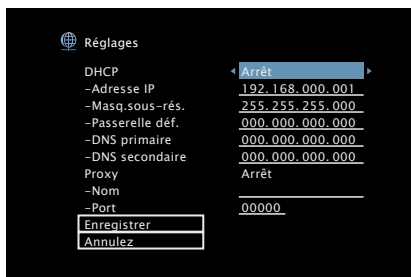 Réglages
DHCP Arrêt
-Adresse IP 192.168.000.001
-Masq.sous-rés. 255.255.255.000
-Passerelle déf. 000.000.000.000
-DNS primaire 000.000.000.000
-DNS secondaire 000.000.000.000
Proxy Arrêt
-Nom
-Port 00000
Enregistrer
Annulez